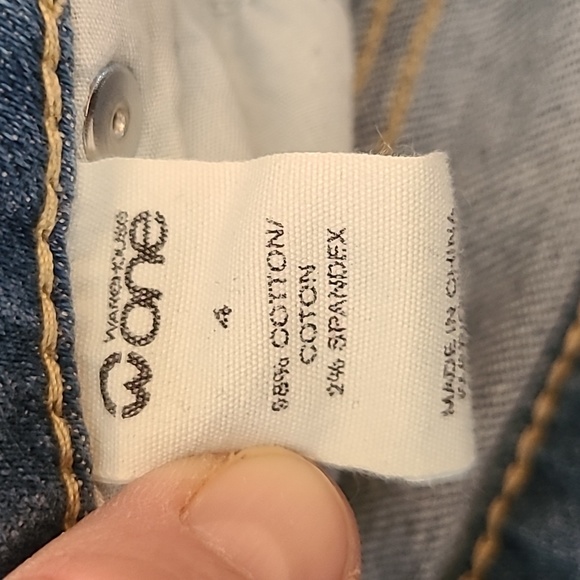 WAREHOUSE
one
4
98% COTTON/
COTON
2% SPANDEX
MADE IN CHINA